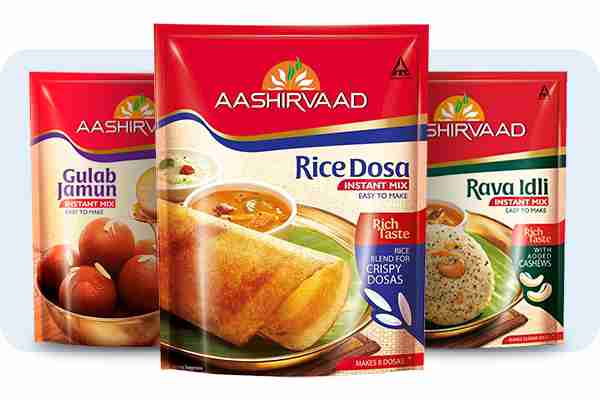 AASHIRVAAD
Gulab
Jamun
INSTANT MIX
EASY TO MAKE
AASHIRVAAD
Rice Dosa
INSTANT MIX
EASY TO MAKE
Rich
Taste
RICE
BLEND FOR
CRISPY
DOSAS
MAKES 8 DOSAS*
SHIRVAAD
Rava Idli
INSTANT MIX
EASY TO MAKE
Rich
Taste
WITH
ADDED
CASHEWS